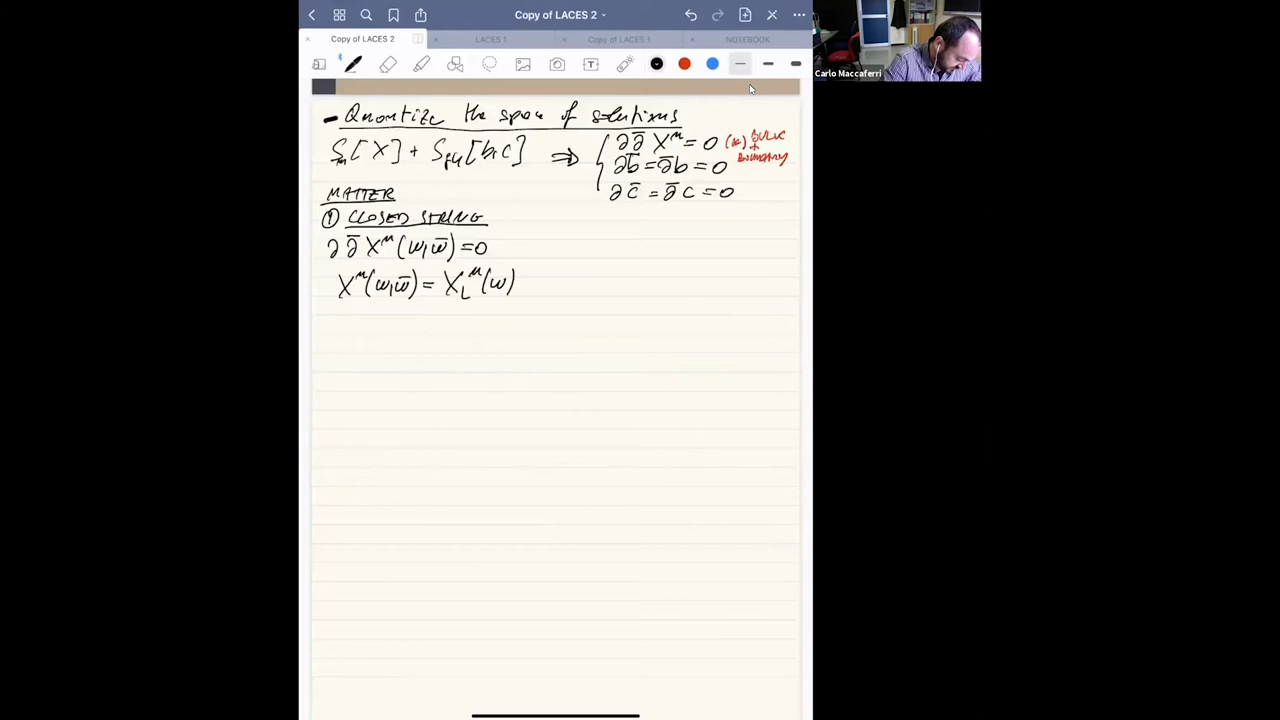 Copy of LACES 2
Copy of LACES 2
LACES 1
Copy of LACES 1
NOTEBOOK
Carlo Maccaferri
- Quantize the space of solutions
S_m[X] + S_gh[b,c] ⇒ { ∂∂̄X^μ = 0 (*) BULK + BOUNDARY
∂b̄ = ∂̄b = 0
∂c̄ = ∂̄c = 0
MATTER
① CLOSED STRING
∂∂̄X^μ(w,w̄) = 0
X^μ(w,w̄) = X_L^μ(w)